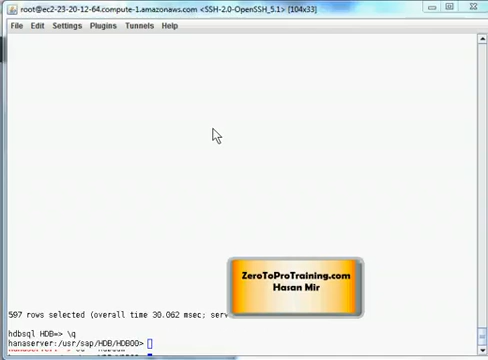 root@ec2-23-20-12-64.compute-1.amazonaws.com <SSH-2.0-OpenSSH_5.1> [104x33]
File Edit Settings Plugins Tunnels Help
ZeroToProTraining.com
Hasan Mir
597 rows selected (overall time 30.062 msec; serv
hdbsql HDB=> \q
hanaserver:/usr/sap/HDB/HDB00>